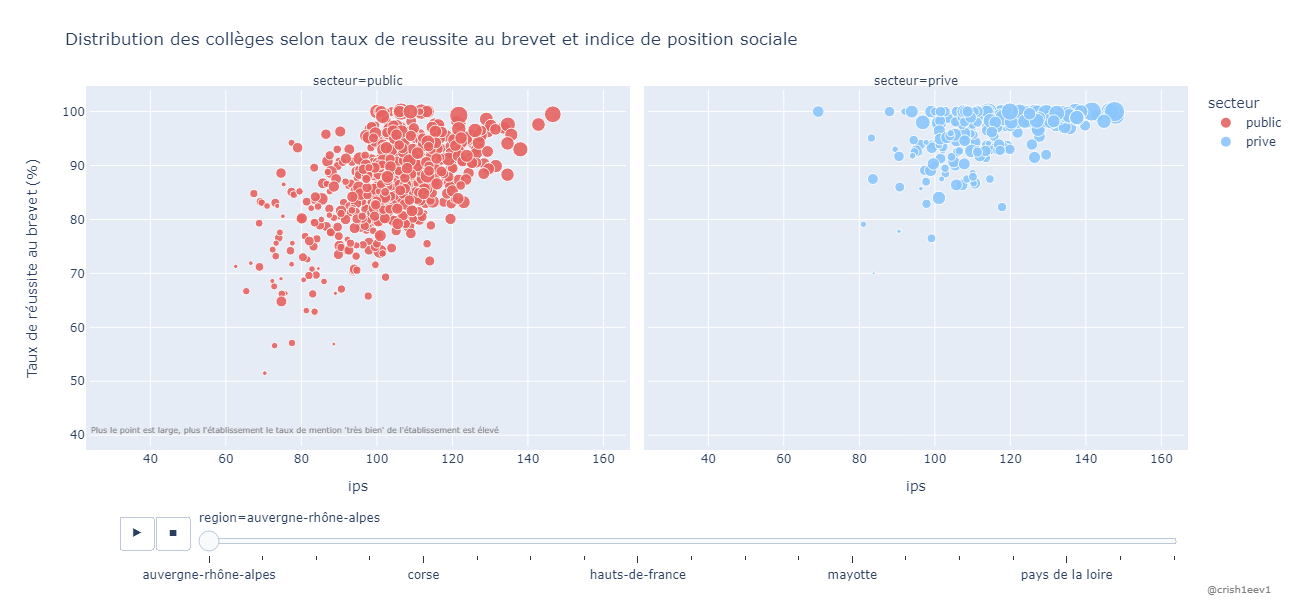 Distribution des collèges selon taux de reussite au brevet et indice de position sociale
secteur=public
secteur=prive
secteur
public
prive
Taux de réussite au brevet (%)
100
90
80
70
60
50
40
Plus le point est large, plus l'établissement le taux de mention 'très bien' de l'établissement est élevé
40 60 80 100 120 140 160
40 60 80 100 120 140 160
ips
ips
region=auvergne-rhône-alpes
auvergne-rhône-alpes corse hauts-de-france mayotte pays de la loire
@crish1eev1